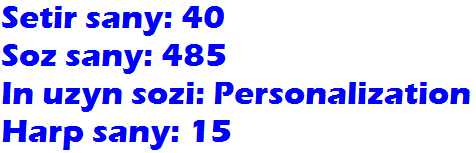 Setir sany: 40
Soz sany: 485
In uzyn sozi: Personalization
Harp sany: 15